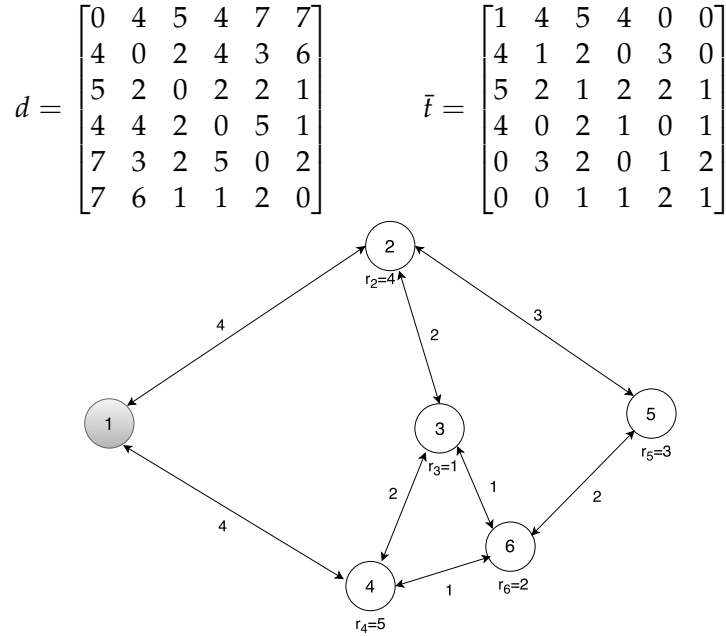 d = [0 4 5 4 7 7
4 0 2 4 3 6
5 2 0 2 2 1
4 4 2 0 5 1
7 3 2 5 0 2
7 6 1 1 2 0]
t̄ = [1 4 5 4 0 0
4 1 2 0 3 0
5 2 1 2 2 1
4 0 2 1 0 1
0 3 2 0 1 2
0 0 1 1 2 1]
2
r₂=4
4
3
2
1
3
r₃=1
5
r₅=3
2
1
2
4
6
r₆=2
4
r₄=5
1